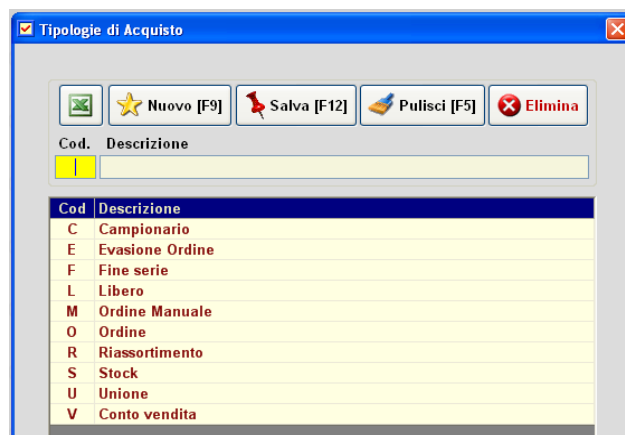 Tipologie di Acquisto
Nuovo [F9] Salva [F12] Pulisci [F5] Elimina
Cod. Descrizione
Cod Descrizione
C Campionario
E Evasione Ordine
F Fine serie
L Libero
M Ordine Manuale
O Ordine
R Riassortimento
S Stock
U Unione
V Conto vendita